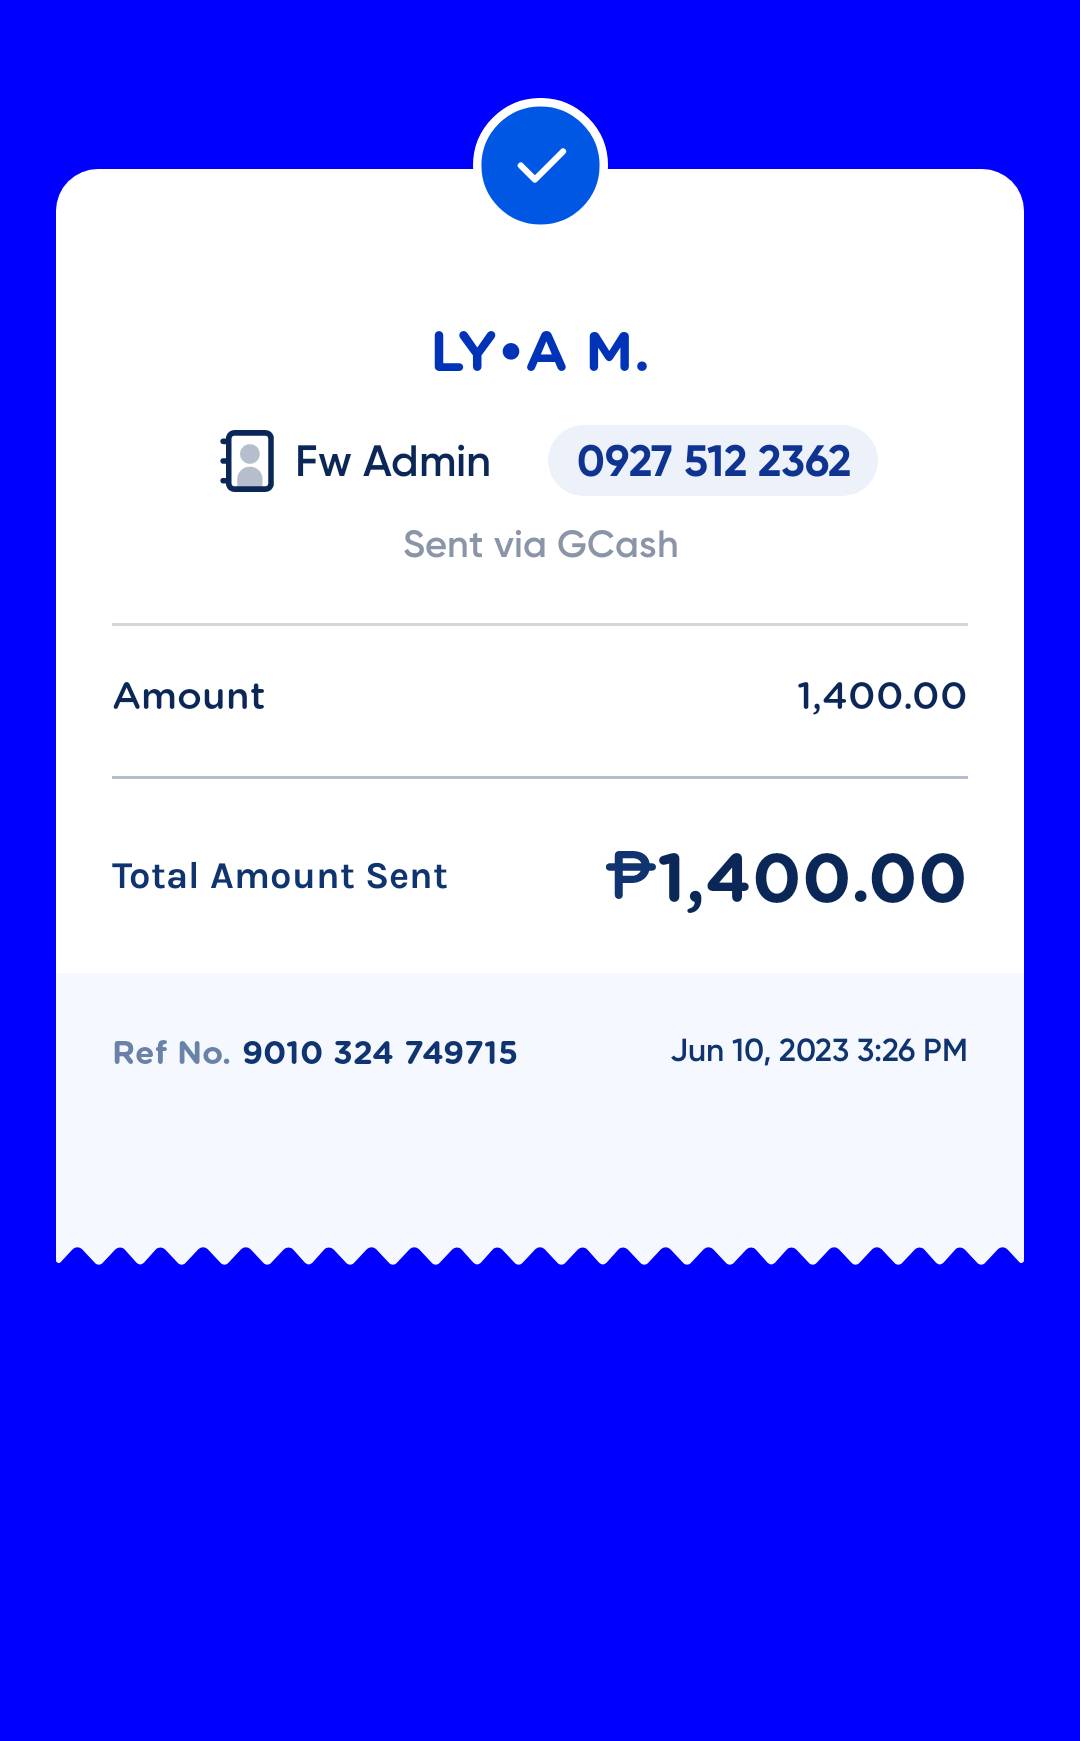 LY•A M.
Fw Admin 0927 512 2362
Sent via GCash
Amount 1,400.00
Total Amount Sent ₱1,400.00
Ref No. 9010 324 749715 Jun 10, 2023 3:26 PM